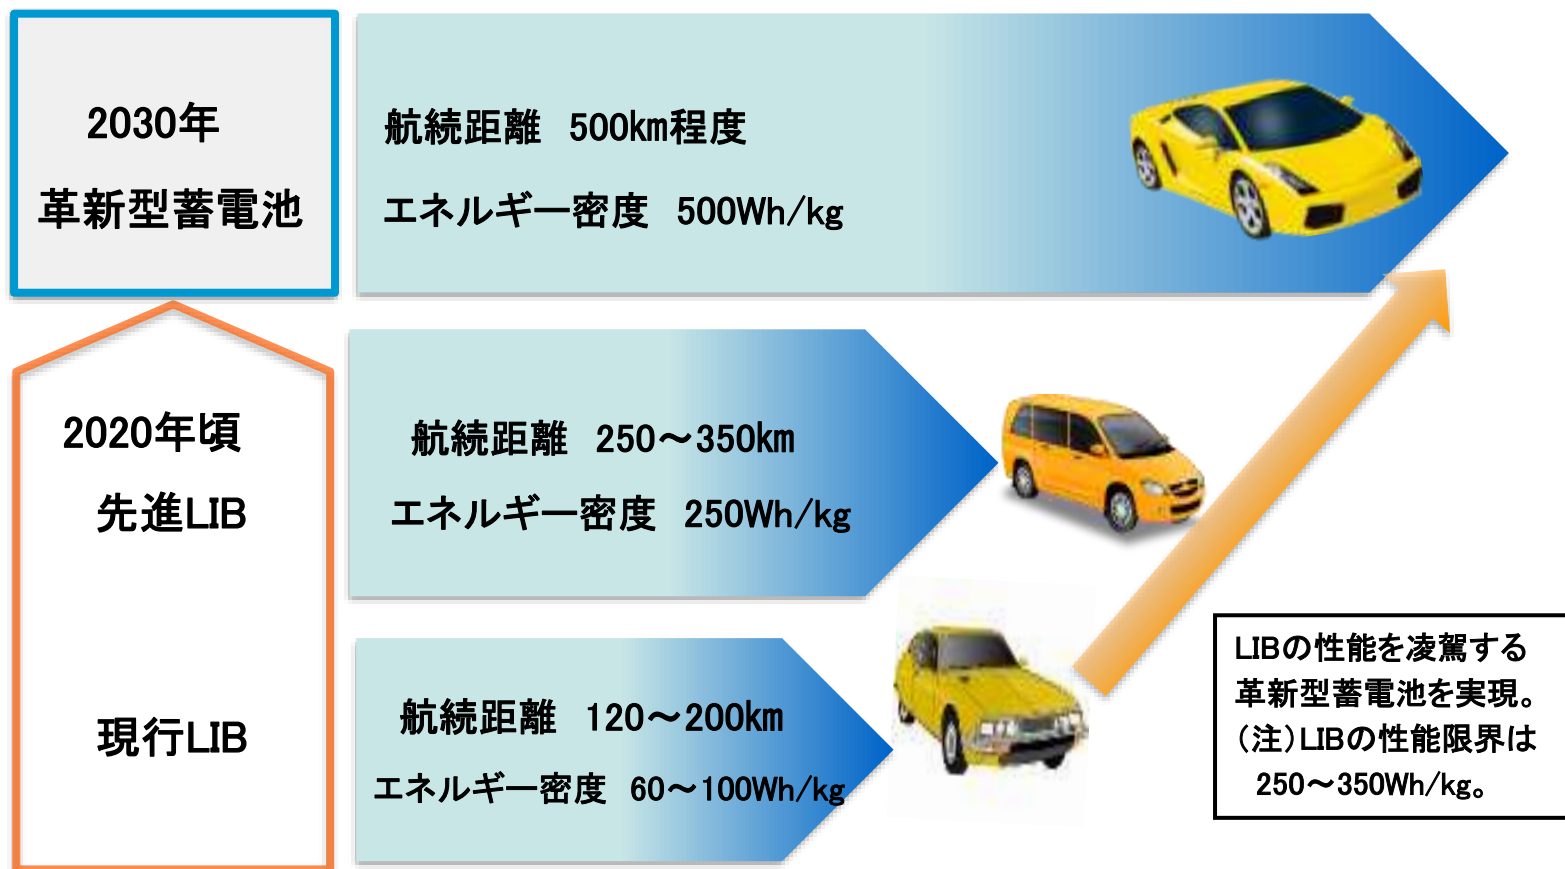 2030年
革新型蓄電池
航続距離 500km程度
エネルギー密度 500Wh/kg
2020年頃
先進LIB
航続距離 250～350km
エネルギー密度 250Wh/kg
現行LIB
航続距離 120～200km
エネルギー密度 60～100Wh/kg
LIBの性能を凌駕する
革新型蓄電池を実現。
（注）LIBの性能限界は
250～350Wh/kg。